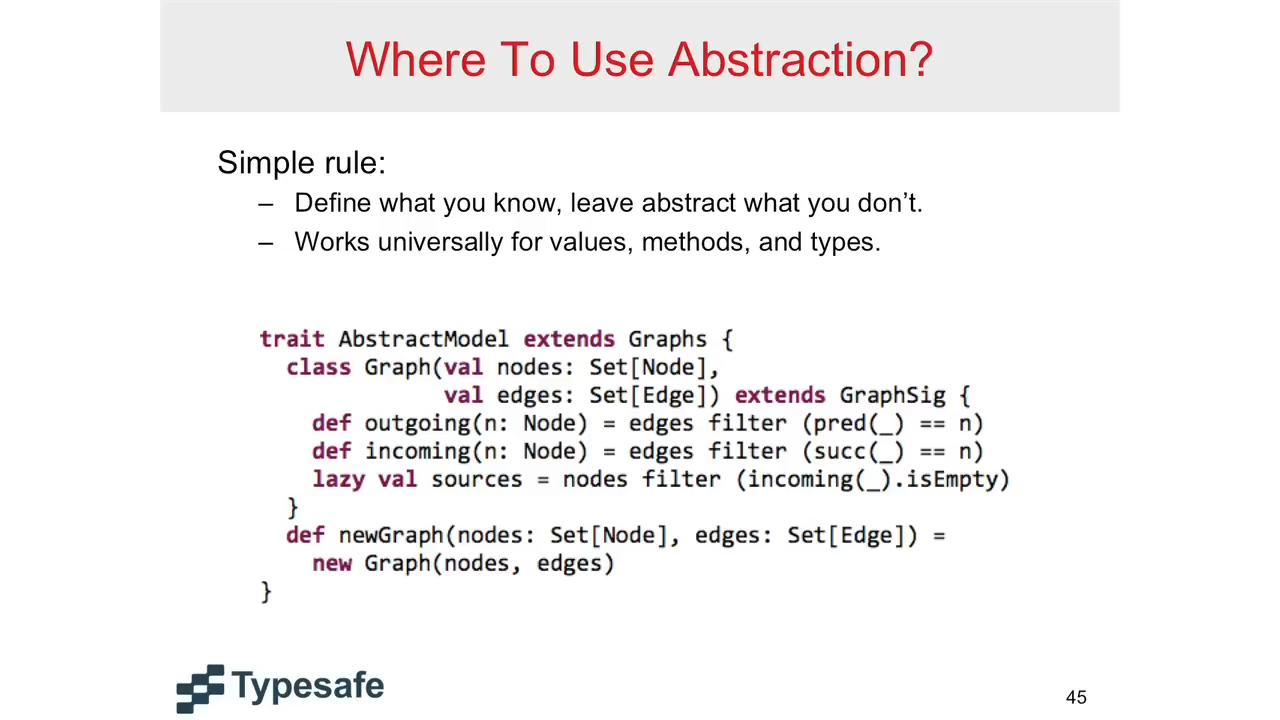 Where To Use Abstraction?
Simple rule:
– Define what you know, leave abstract what you don’t.
– Works universally for values, methods, and types.
trait AbstractModel extends Graphs {
  class Graph(val nodes: Set[Node],
              val edges: Set[Edge]) extends GraphSig {
    def outgoing(n: Node) = edges filter (pred(_) == n)
    def incoming(n: Node) = edges filter (succ(_) == n)
    lazy val sources = nodes filter (incoming(_).isEmpty)
  }
  def newGraph(nodes: Set[Node], edges: Set[Edge]) =
    new Graph(nodes, edges)
}
Typesafe
45